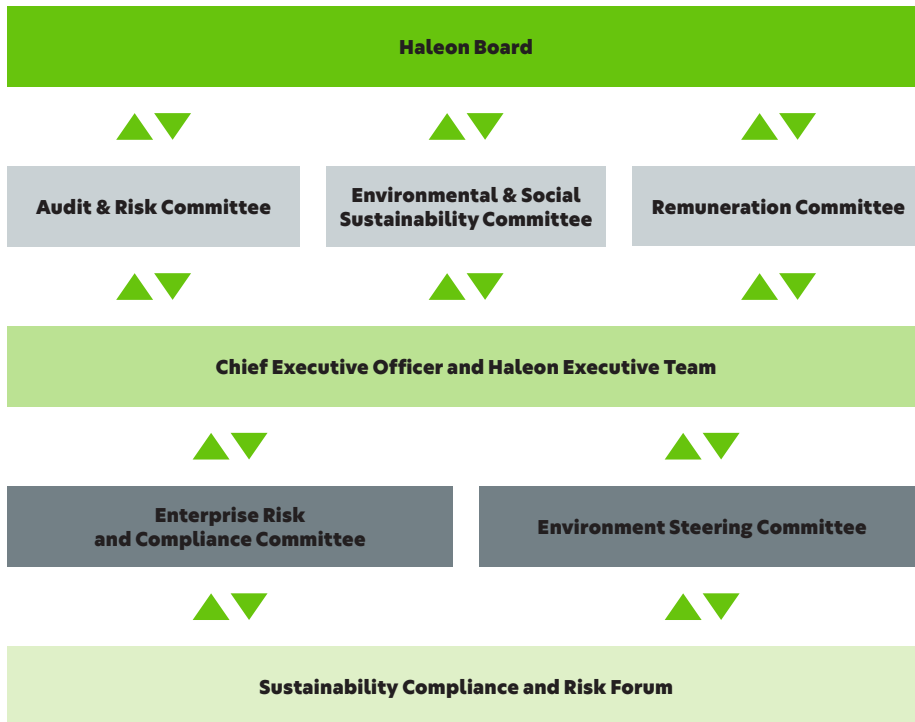 Haleon Board
Audit & Risk Committee
Environmental & Social
Sustainability Committee
Remuneration Committee
Chief Executive Officer and Haleon Executive Team
Enterprise Risk
and Compliance Committee
Environment Steering Committee
Sustainability Compliance and Risk Forum